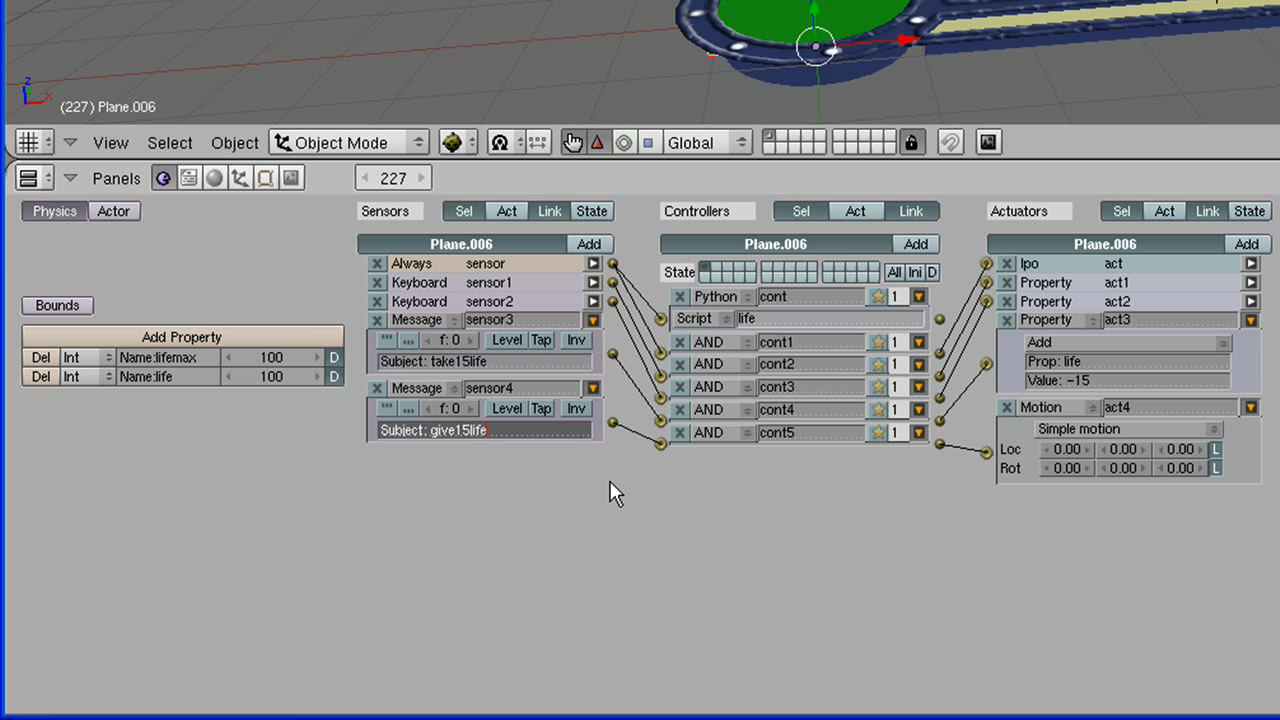 z
x
(227) Plane.006
View Select Object Object Mode Global
Panels 227
Physics Actor Sensors Sel Act Link State Controllers Sel Act Link Actuators Sel Act Link State
Plane.006 Add Plane.006 Add Plane.006 Add
Always sensor State All Ini D Ipo act
Keyboard sensor1 Property act1
Keyboard sensor2 Python cont 1 Property act2
Bounds Message sensor3 Script life Property act3
Add Property f: 0 Level Tap Inv AND cont1 1 Add
Del Int Name:lifemax 100 D Subject: take15life AND cont2 1 Prop: life
Del Int Name:life 100 D Message sensor4 AND cont3 1 Value: -15
f: 0 Level Tap Inv AND cont4 1 Motion act4
Subject: give15life AND cont5 1 Simple motion
Loc 0.00 0.00 0.00 L
Rot 0.00 0.00 0.00 L